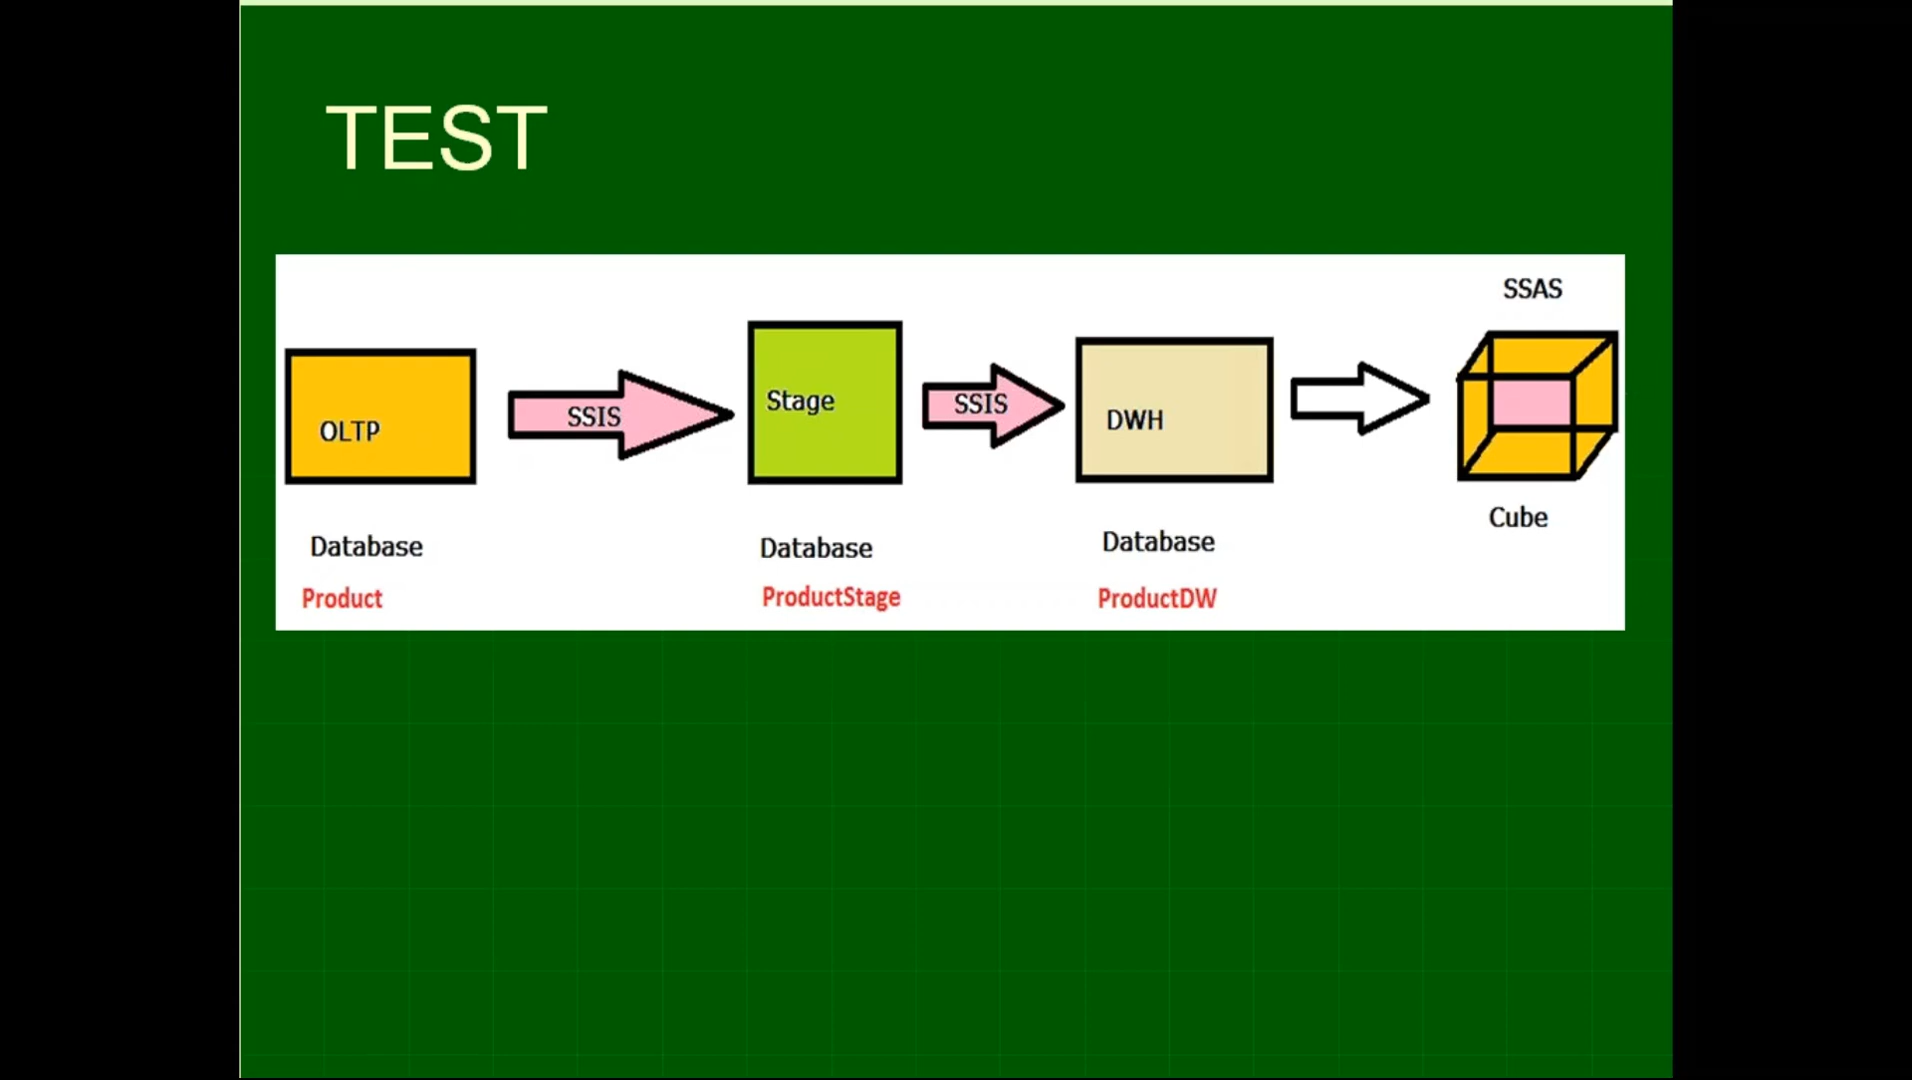 TEST
SSAS
OLTP
SSIS
Stage
SSIS
DWH
Cube
Database
Database
Database
Product
ProductStage
ProductDW